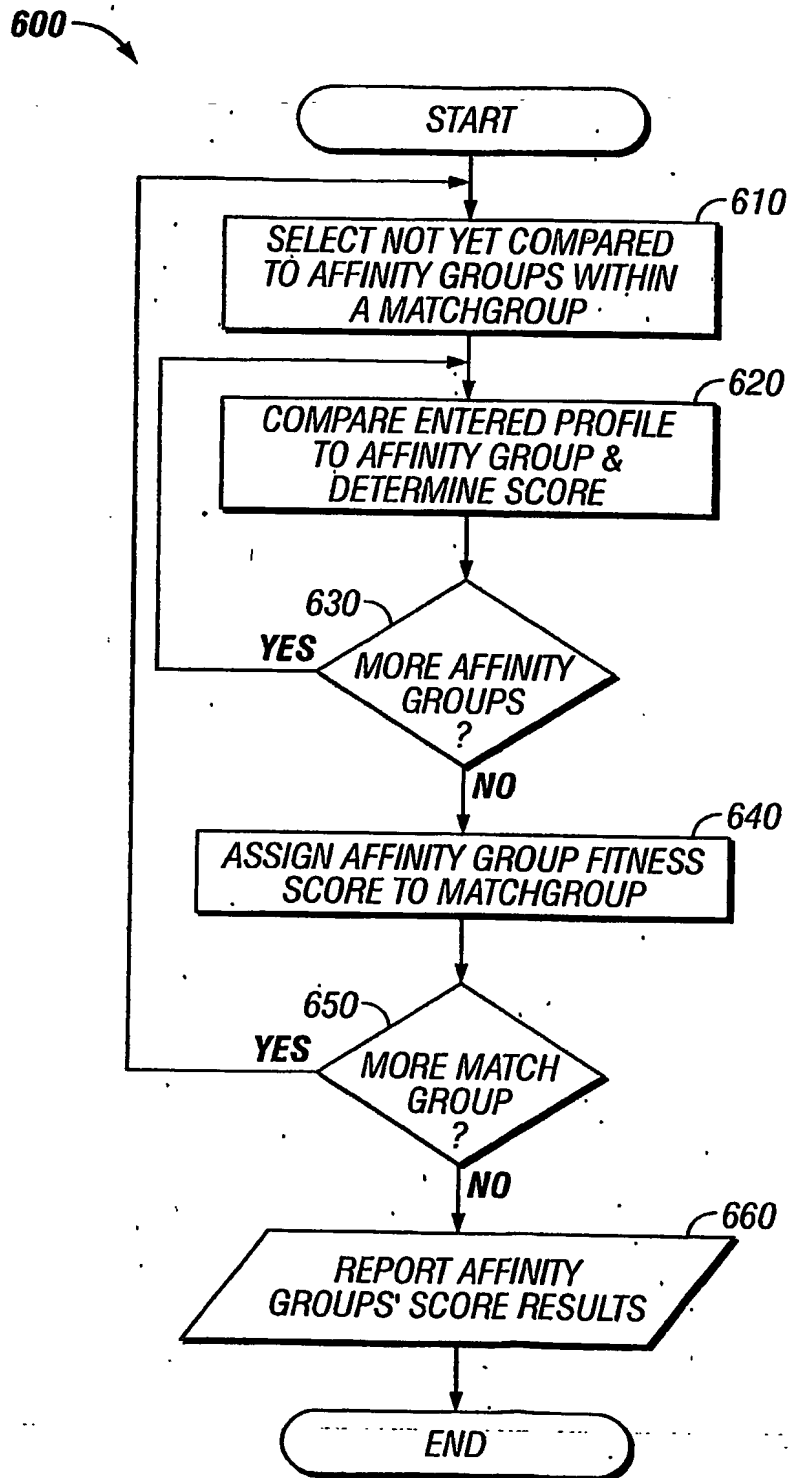 600
START
610
SELECT NOT YET COMPARED
TO AFFINITY GROUPS WITHIN
A MATCHGROUP
620
COMPARE ENTERED PROFILE
TO AFFINITY GROUP &
DETERMINE SCORE
630
YES
MORE AFFINITY
GROUPS
?
NO
640
ASSIGN AFFINITY GROUP FITNESS
SCORE TO MATCHGROUP
650
YES
MORE MATCH
GROUP
?
NO
660
REPORT AFFINITY
GROUPS' SCORE RESULTS
END